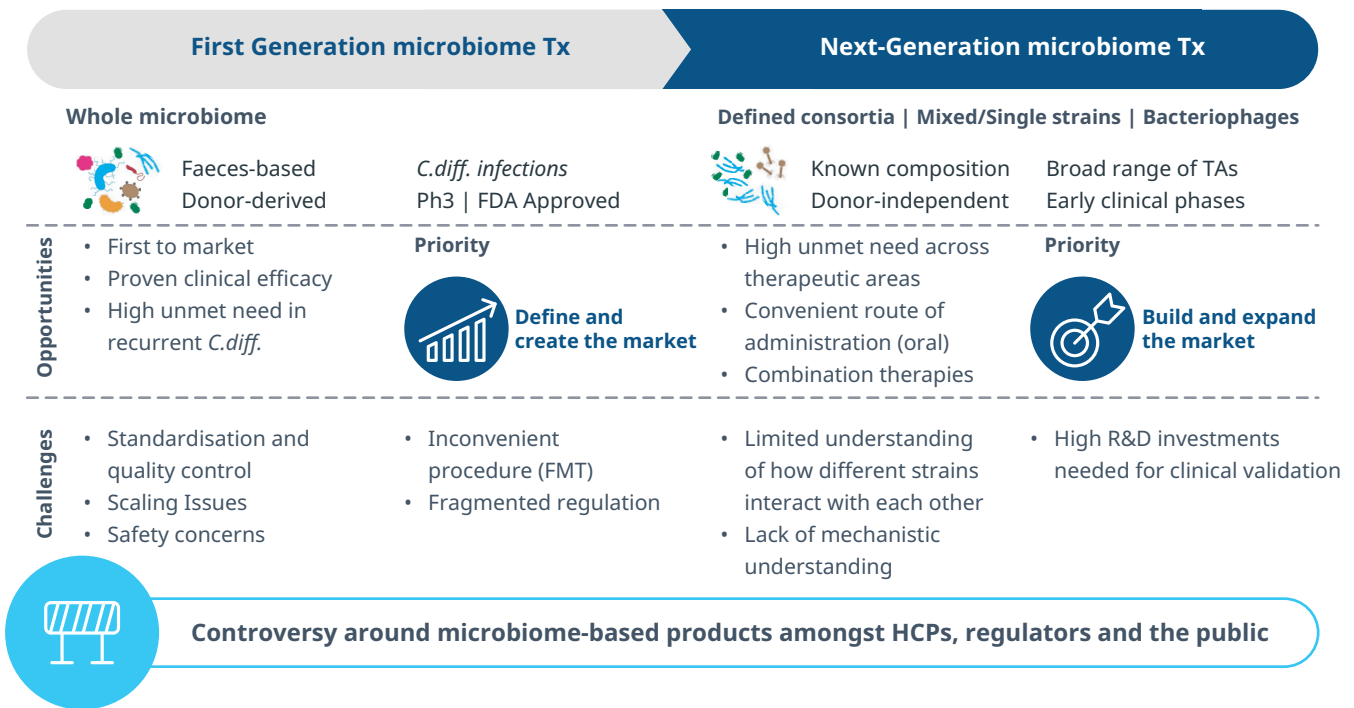 First Generation microbiome Tx
Next-Generation microbiome Tx
Whole microbiome
Faeces-based
Donor-derived
C.diff. infections
Ph3 | FDA Approved
Defined consortia | Mixed/Single strains | Bacteriophages
Known composition
Donor-independent
Broad range of TAs
Early clinical phases
Opportunities
• First to market
• Proven clinical efficacy
• High unmet need in
recurrent C.diff.
Priority
Define and
create the market
• High unmet need across
therapeutic areas
• Convenient route of
administration (oral)
• Combination therapies
Priority
Build and expand
the market
Challenges
• Standardisation and
quality control
• Scaling Issues
• Safety concerns
• Inconvenient
procedure (FMT)
• Fragmented regulation
• Limited understanding
of how different strains
interact with each other
• Lack of mechanistic
understanding
• High R&D investments
needed for clinical validation
Controversy around microbiome-based products amongst HCPs, regulators and the public